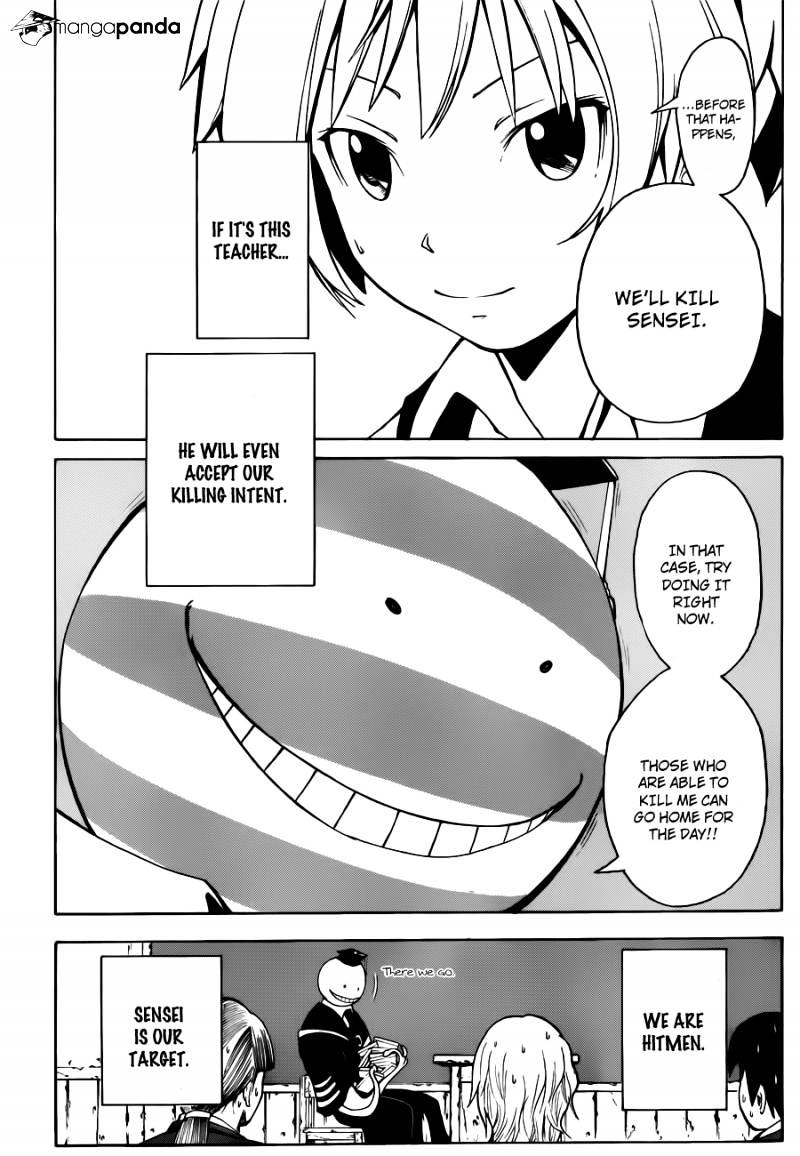 mangapanda
...BEFORE
THAT HA-
PPENS,
WE'LL KILL
SENSEI.
IF IT'S THIS
TEACHER...
HE WILL EVEN
ACCEPT OUR
KILLING INTENT.
IN THAT
CASE, TRY
DOING IT
RIGHT
NOW.
THOSE WHO
ARE ABLE TO
KILL ME CAN
GO HOME FOR
THE DAY!!
WE ARE
HITMEN.
There we go.
SENSEI
IS OUR
TARGET.